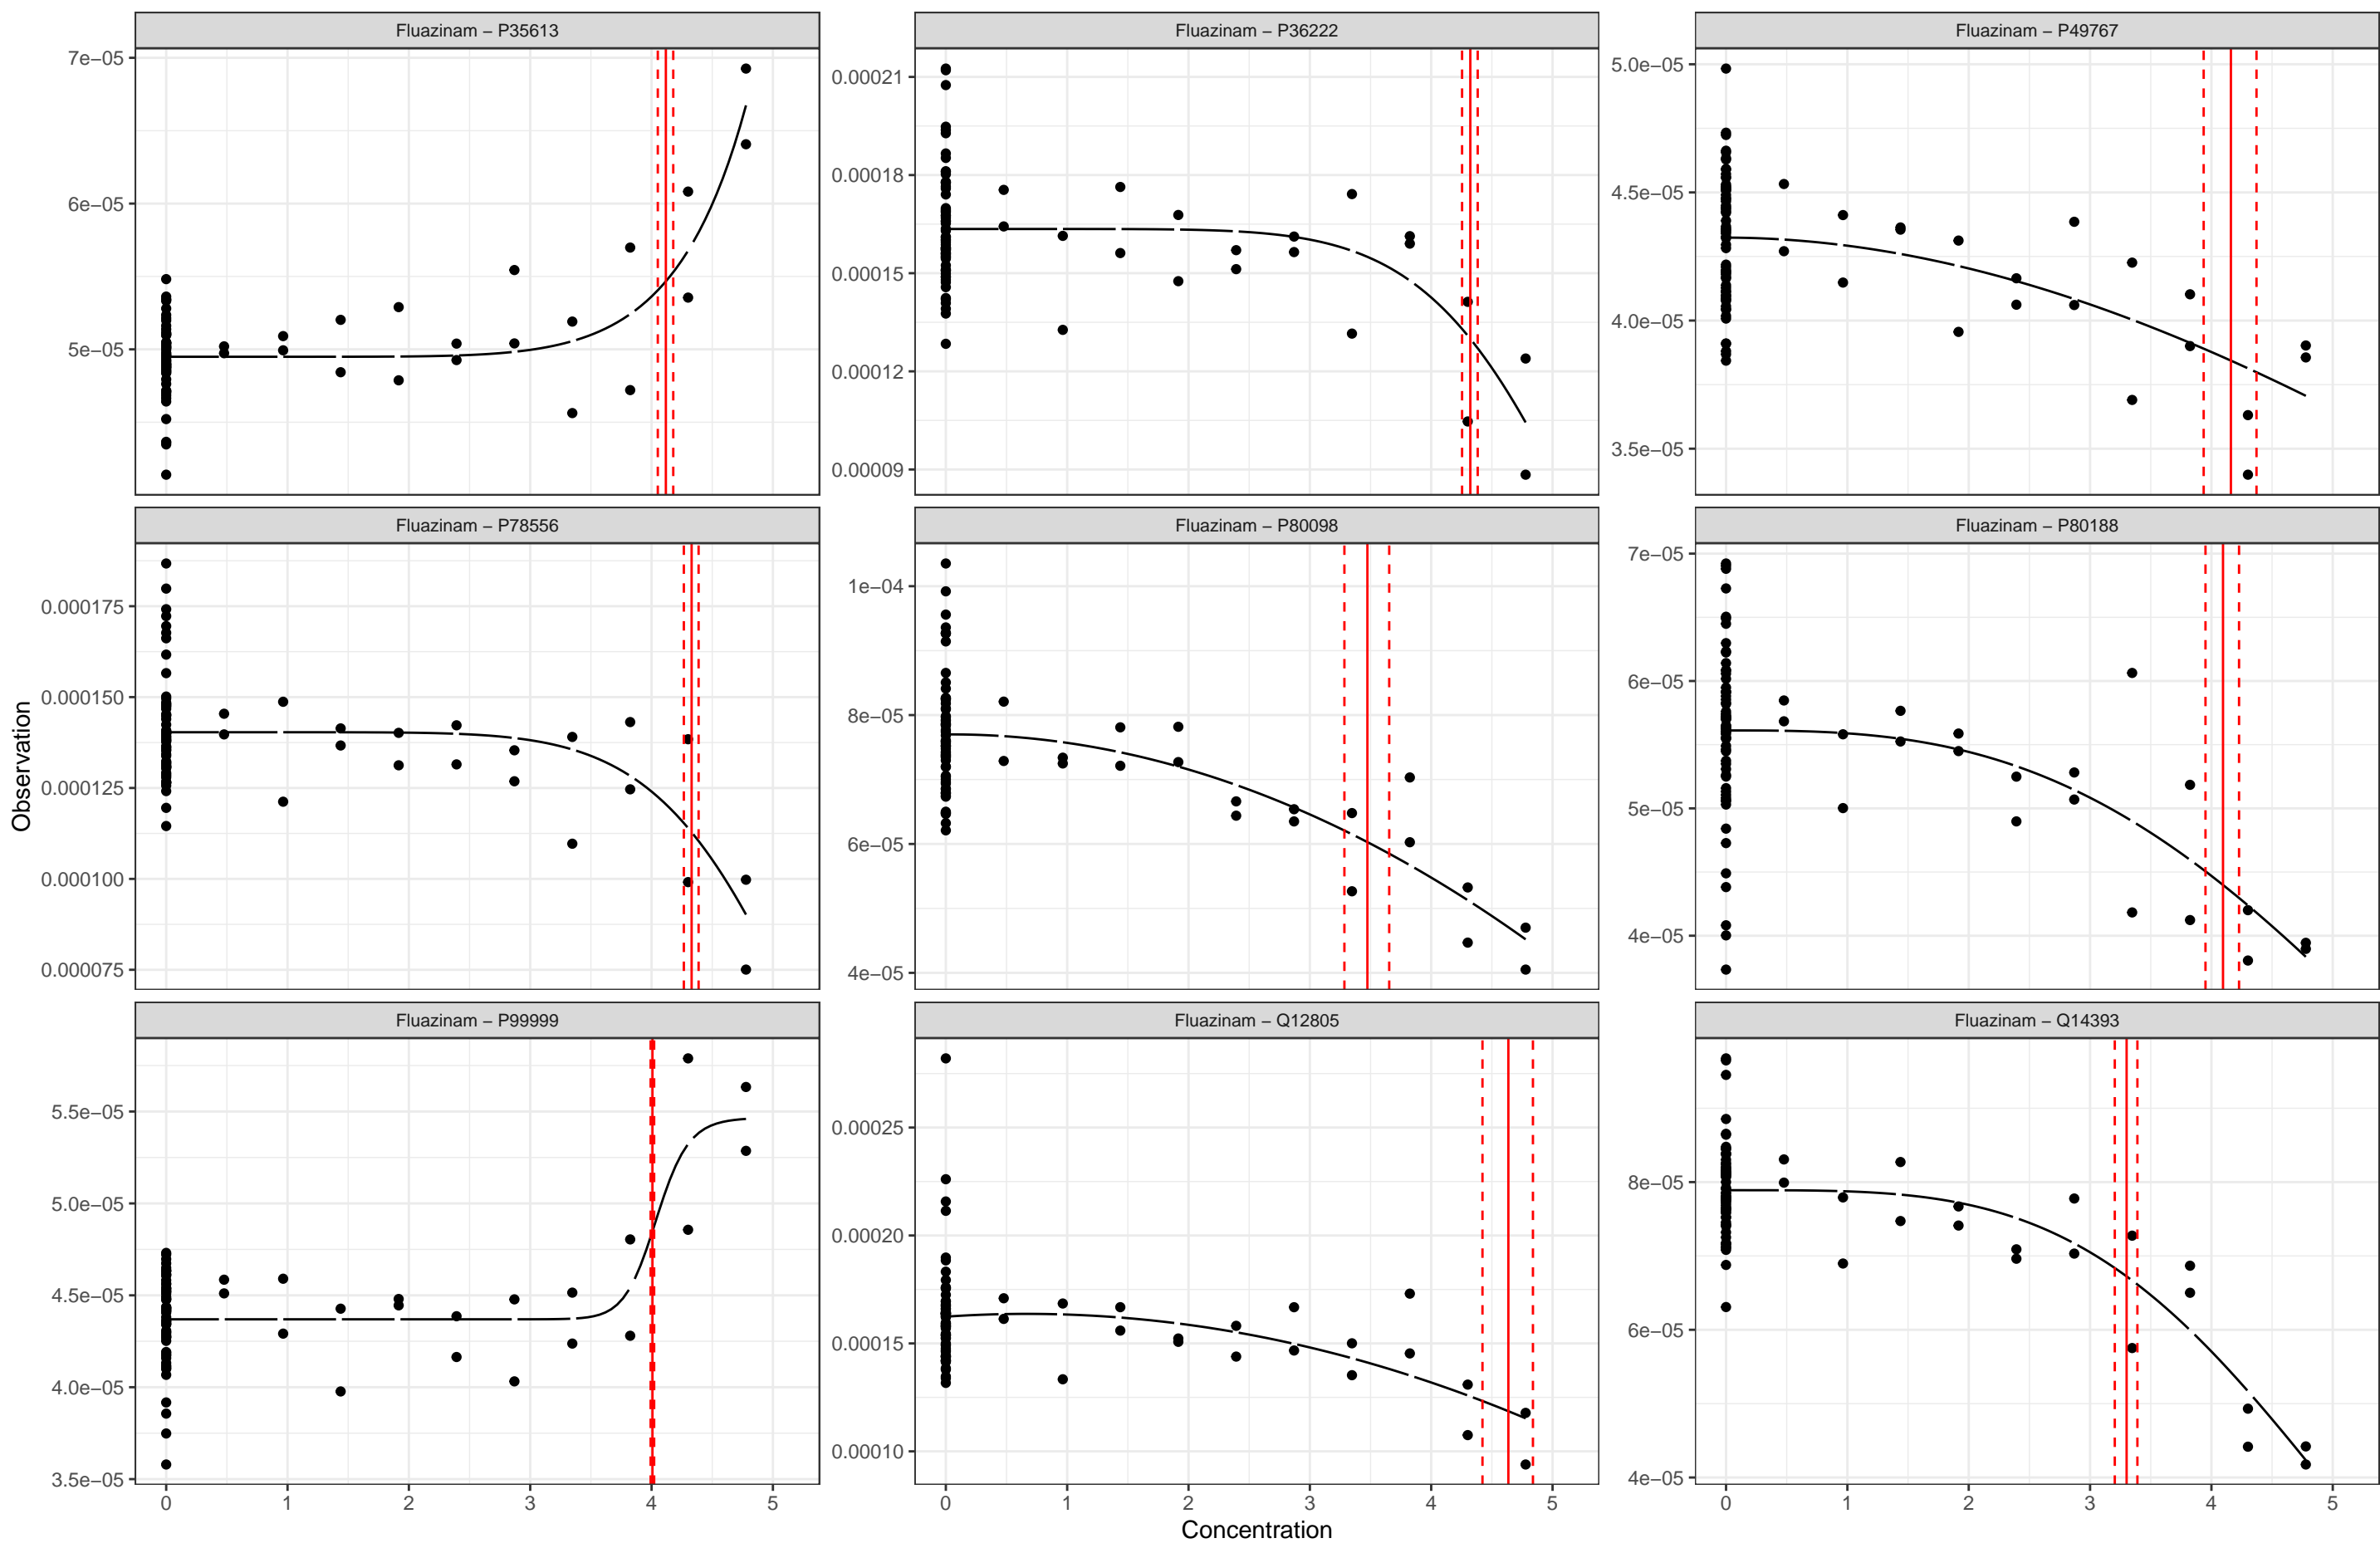 Fluazinam – P35613
Fluazinam – P36222
Fluazinam – P49767
7e−05
6e−05
5e−05
0.00021
0.00018
0.00015
0.00012
0.00009
5.0e−05
4.5e−05
4.0e−05
3.5e−05
Fluazinam – P78556
Fluazinam – P80098
Fluazinam – P80188
Observation
0.000175
0.000150
0.000125
0.000100
0.000075
1e−04
8e−05
6e−05
4e−05
7e−05
6e−05
5e−05
4e−05
Fluazinam – P99999
Fluazinam – Q12805
Fluazinam – Q14393
5.5e−05
5.0e−05
4.5e−05
4.0e−05
3.5e−05
0.00025
0.00020
0.00015
0.00010
8e−05
6e−05
4e−05
0 1 2 3 4 5
0 1 2 3 4 5
0 1 2 3 4 5
Concentration